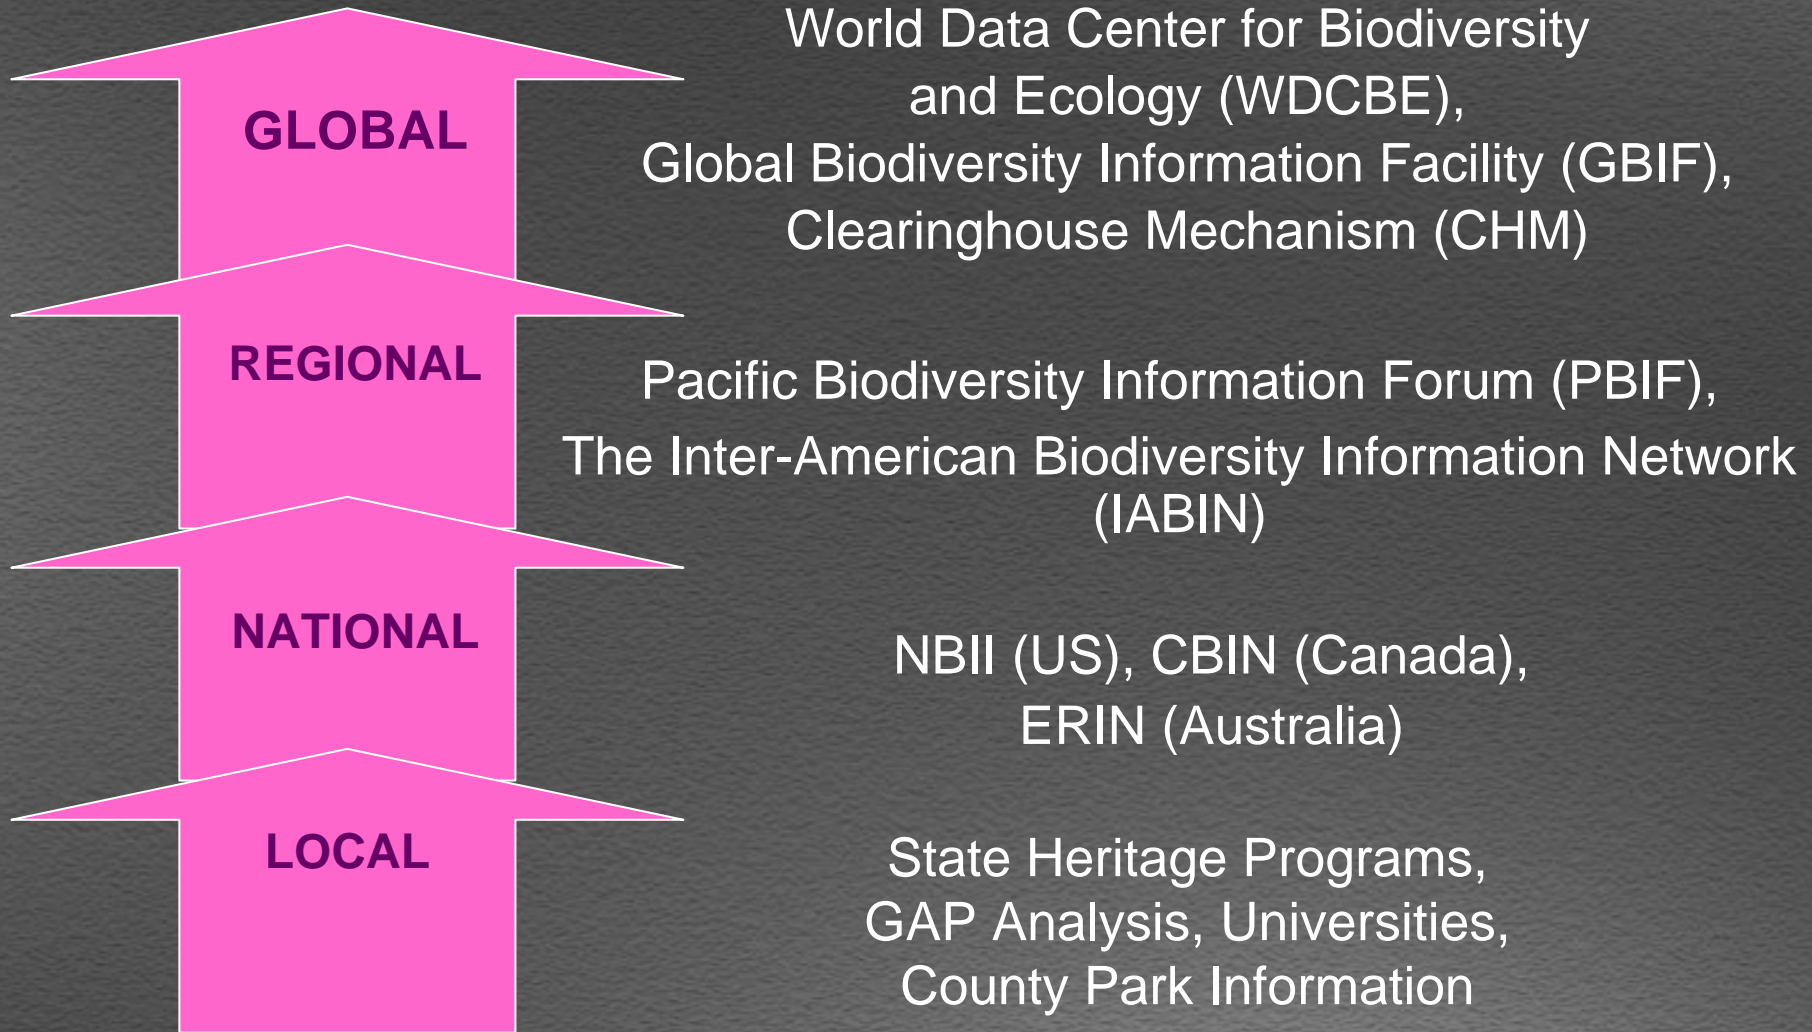 World Data Center for Biodiversity
and Ecology (WDCBE),
GLOBAL
Global Biodiversity Information Facility (GBIF),
Clearinghouse Mechanism (CHM)
REGIONAL
Pacific Biodiversity Information Forum (PBIF),
The Inter-American Biodiversity Information Network
(IABIN)
NATIONAL
NBII (US), CBIN (Canada),
ERIN (Australia)
LOCAL
State Heritage Programs,
GAP Analysis, Universities,
County Park Information